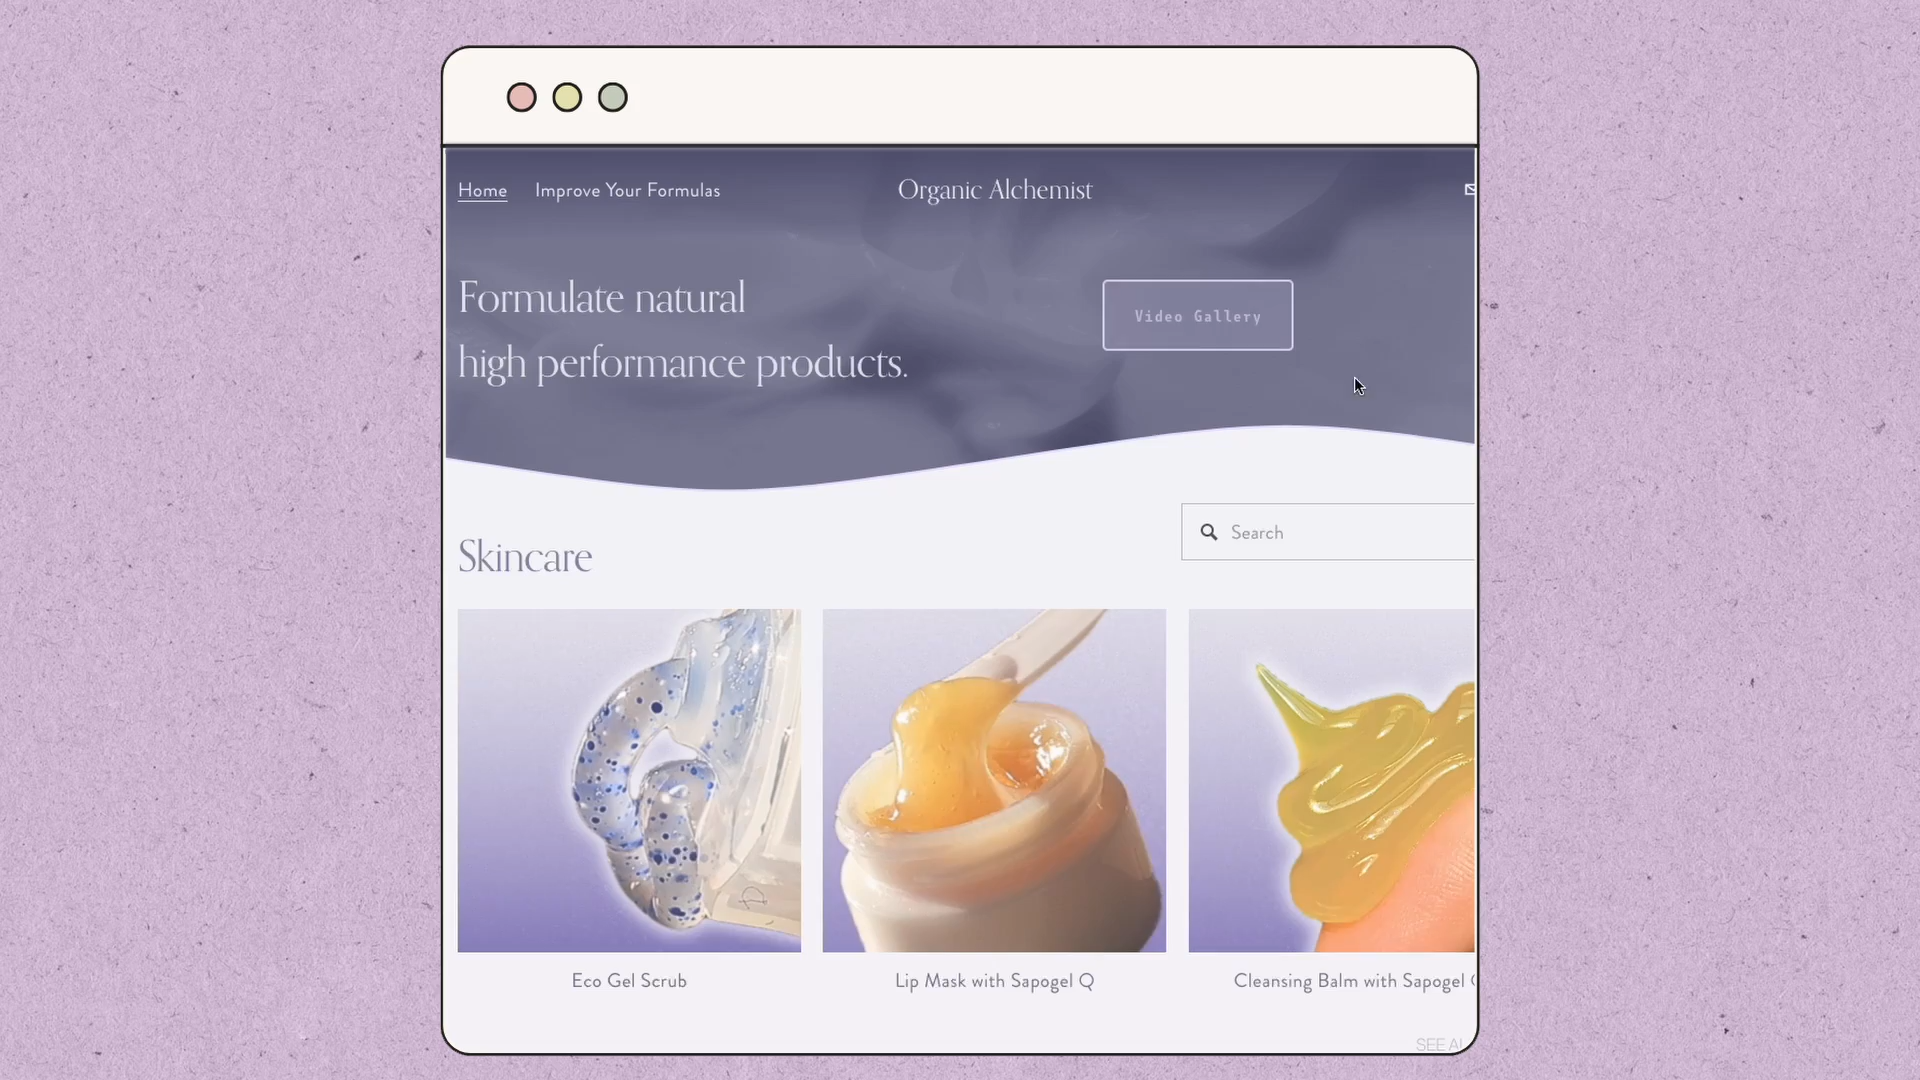 Home
Improve Your Formulas
Organic Alchemist
Formulate natural
high performance products.
Video Gallery
Search
Skincare
Eco Gel Scrub
Lip Mask with Sapogel Q
Cleansing Balm with Sapogel
SEE